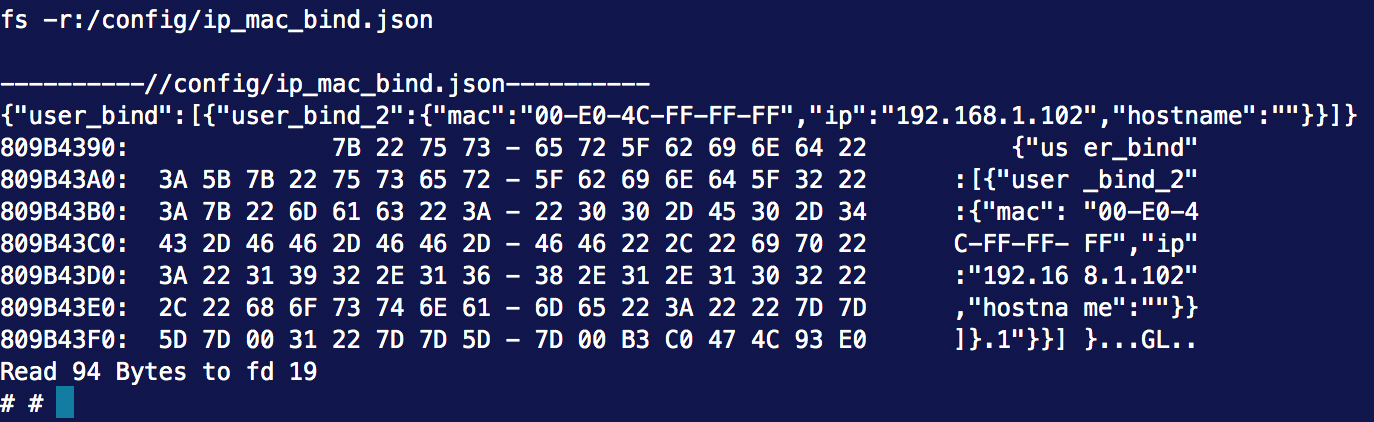 fs -r:/config/ip_mac_bind.json
----------//config/ip_mac_bind.json----------
{"user_bind":[{"user_bind_2":{"mac":"00-E0-4C-FF-FF-FF","ip":"192.168.1.102","hostname":""}}]}
809B4390:              7B 22 75 73 - 65 72 5F 62 69 6E 64 22         {"us er_bind"
809B43A0:  3A 5B 7B 22 75 73 65 72 - 5F 62 69 6E 64 5F 32 22     :[{"user _bind_2"
809B43B0:  3A 7B 22 6D 61 63 22 3A - 22 30 30 2D 45 30 2D 34     :{"mac": "00-E0-4
809B43C0:  43 2D 46 46 2D 46 46 2D - 46 46 22 2C 22 69 70 22     C-FF-FF- FF","ip"
809B43D0:  3A 22 31 39 32 2E 31 36 - 38 2E 31 2E 31 30 32 22     :"192.16 8.1.102"
809B43E0:  2C 22 68 6F 73 74 6E 61 - 6D 65 22 3A 22 22 7D 7D     ,"hostna me":""}}
809B43F0:  5D 7D 00 31 22 7D 7D 5D - 7D 00 B3 C0 47 4C 93 E0     ]}.1"}}] }...GL..
Read 94 Bytes to fd 19
# #